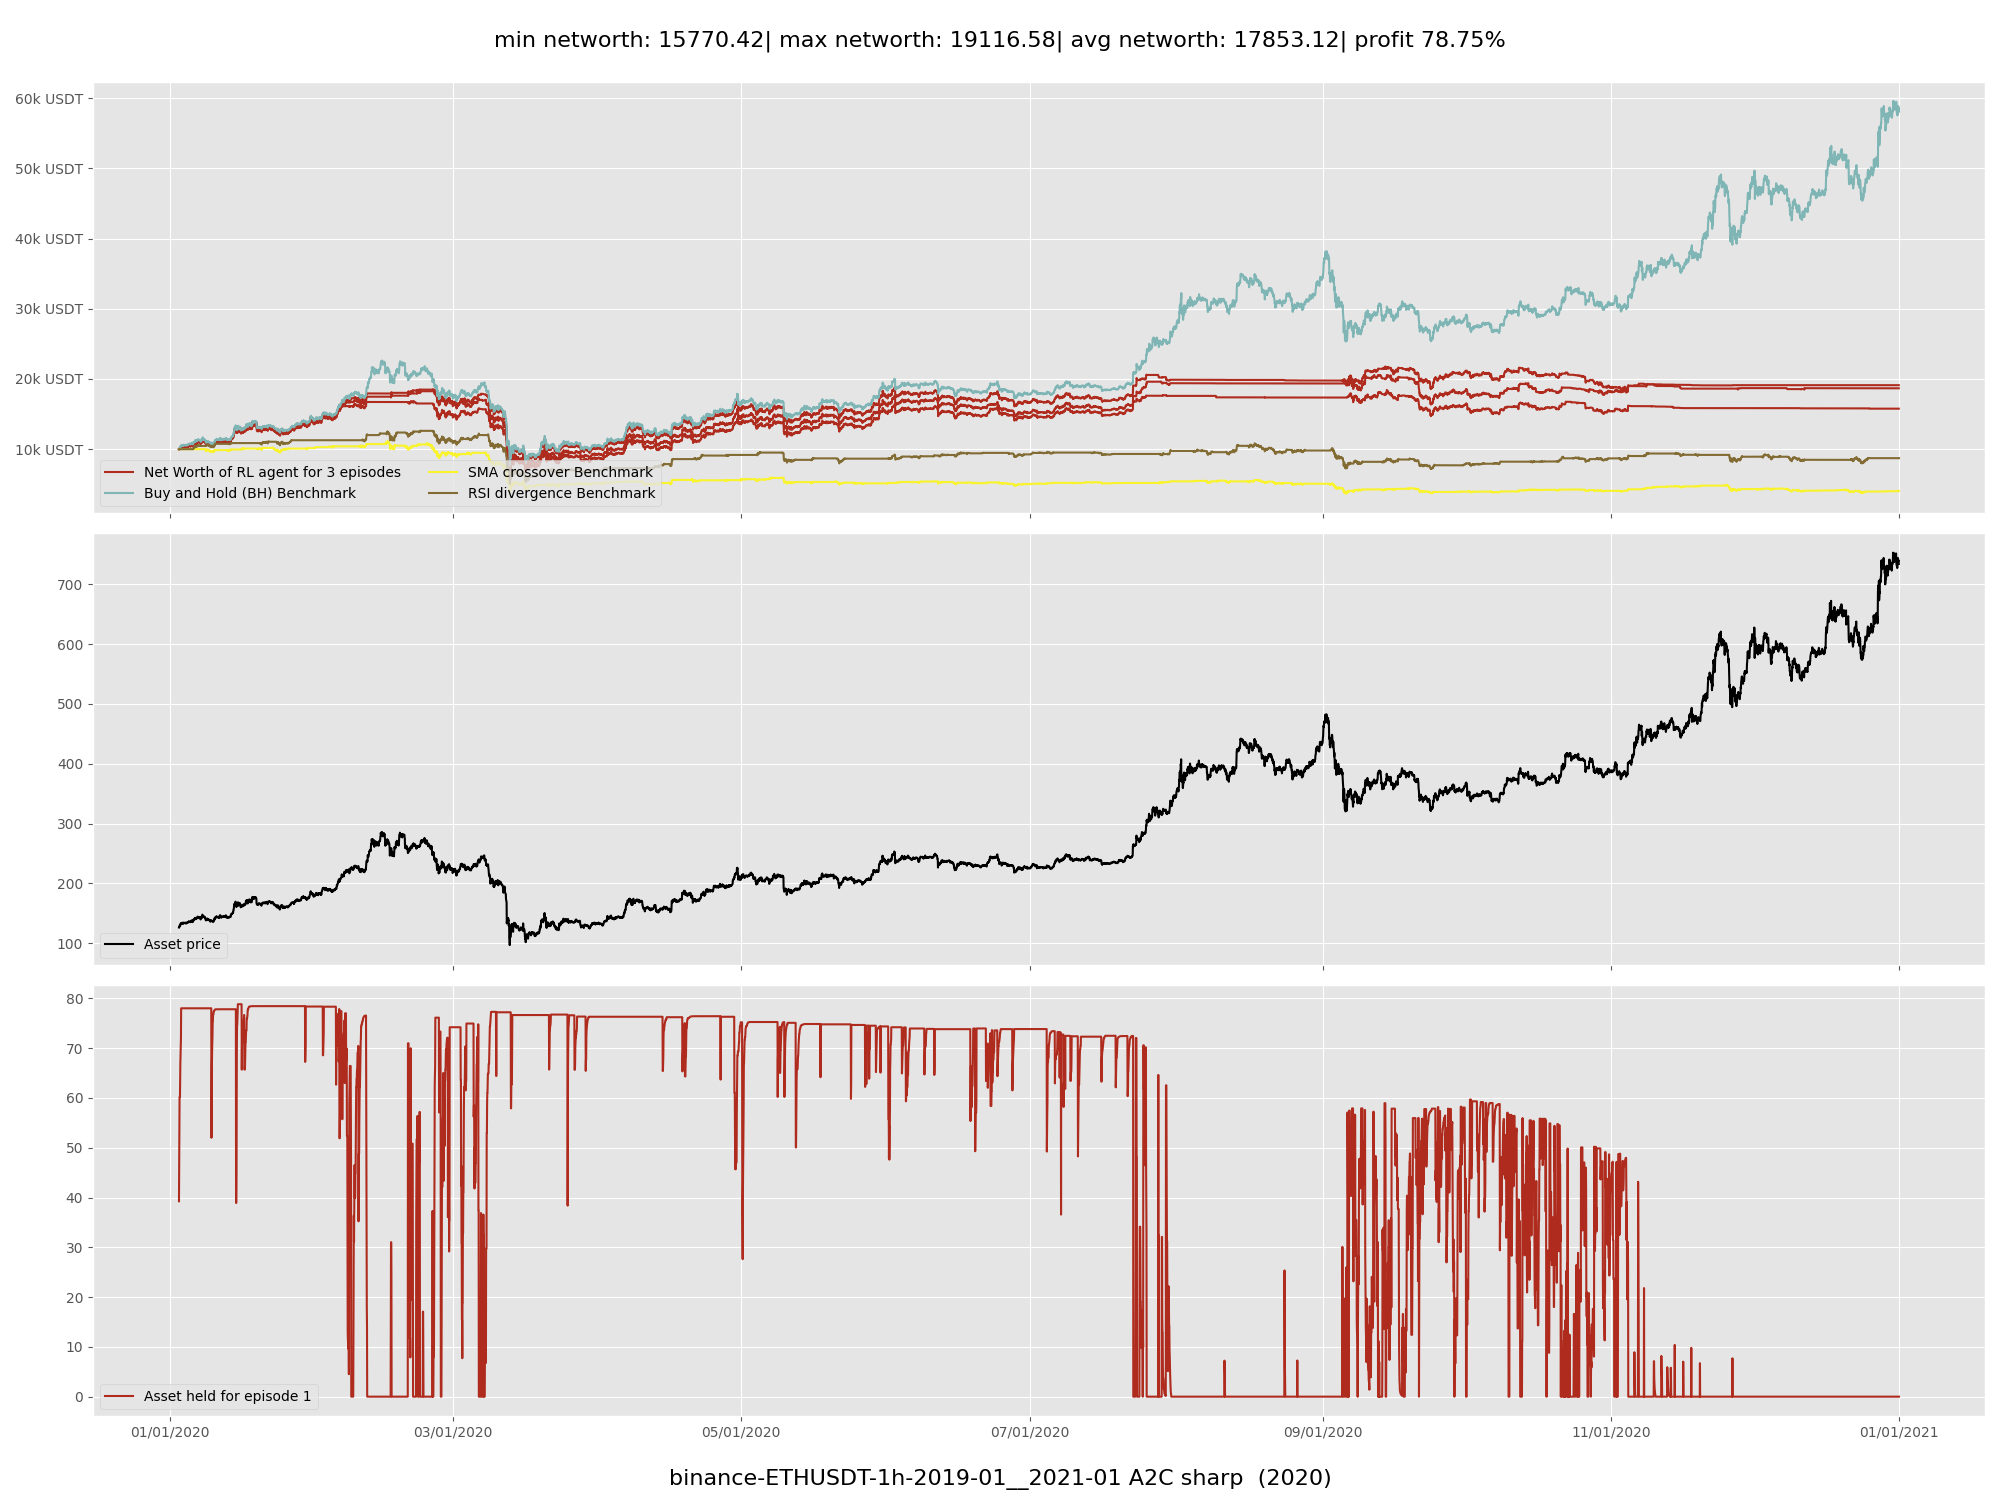 min networth: 15770.42| max networth: 19116.58| avg networth: 17853.12| profit 78.75%
60k USDT
50k USDT
40k USDT
30k USDT
20k USDT
10k USDT
Net Worth of RL agent for 3 episodes
Buy and Hold (BH) Benchmark
SMA crossover Benchmark
RSI divergence Benchmark
700
600
500
400
300
200
100
Asset price
80
70
60
50
40
30
20
10
0
Asset held for episode 1
01/01/2020 03/01/2020 05/01/2020 07/01/2020 09/01/2020 11/01/2020 01/01/2021
binance-ETHUSDT-1h-2019-01__2021-01 A2C sharp  (2020)